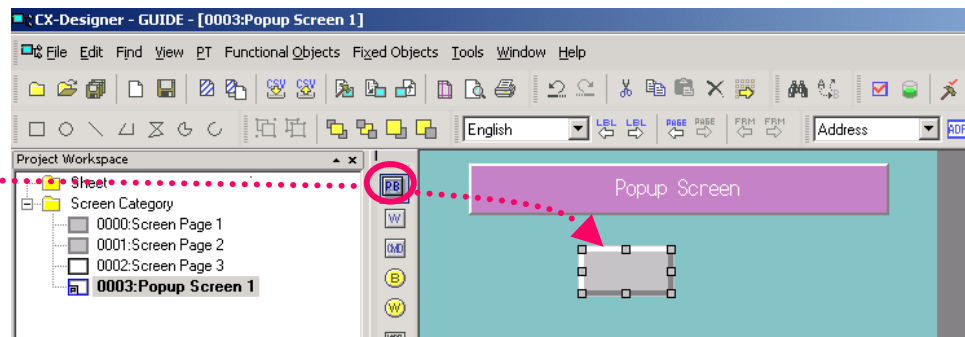 CX-Designer - GUIDE - [0003:Popup Screen 1]
File Edit Find View PT Functional Objects Fixed Objects Tools Window Help
CSV CSV
English LBL LBL PAGE PAGE FRM FRM Address ADR
Project Workspace
Sheet
Screen Category
0000:Screen Page 1
0001:Screen Page 2
0002:Screen Page 3
0003:Popup Screen 1
PB
W
CMD
B
W
Popup Screen